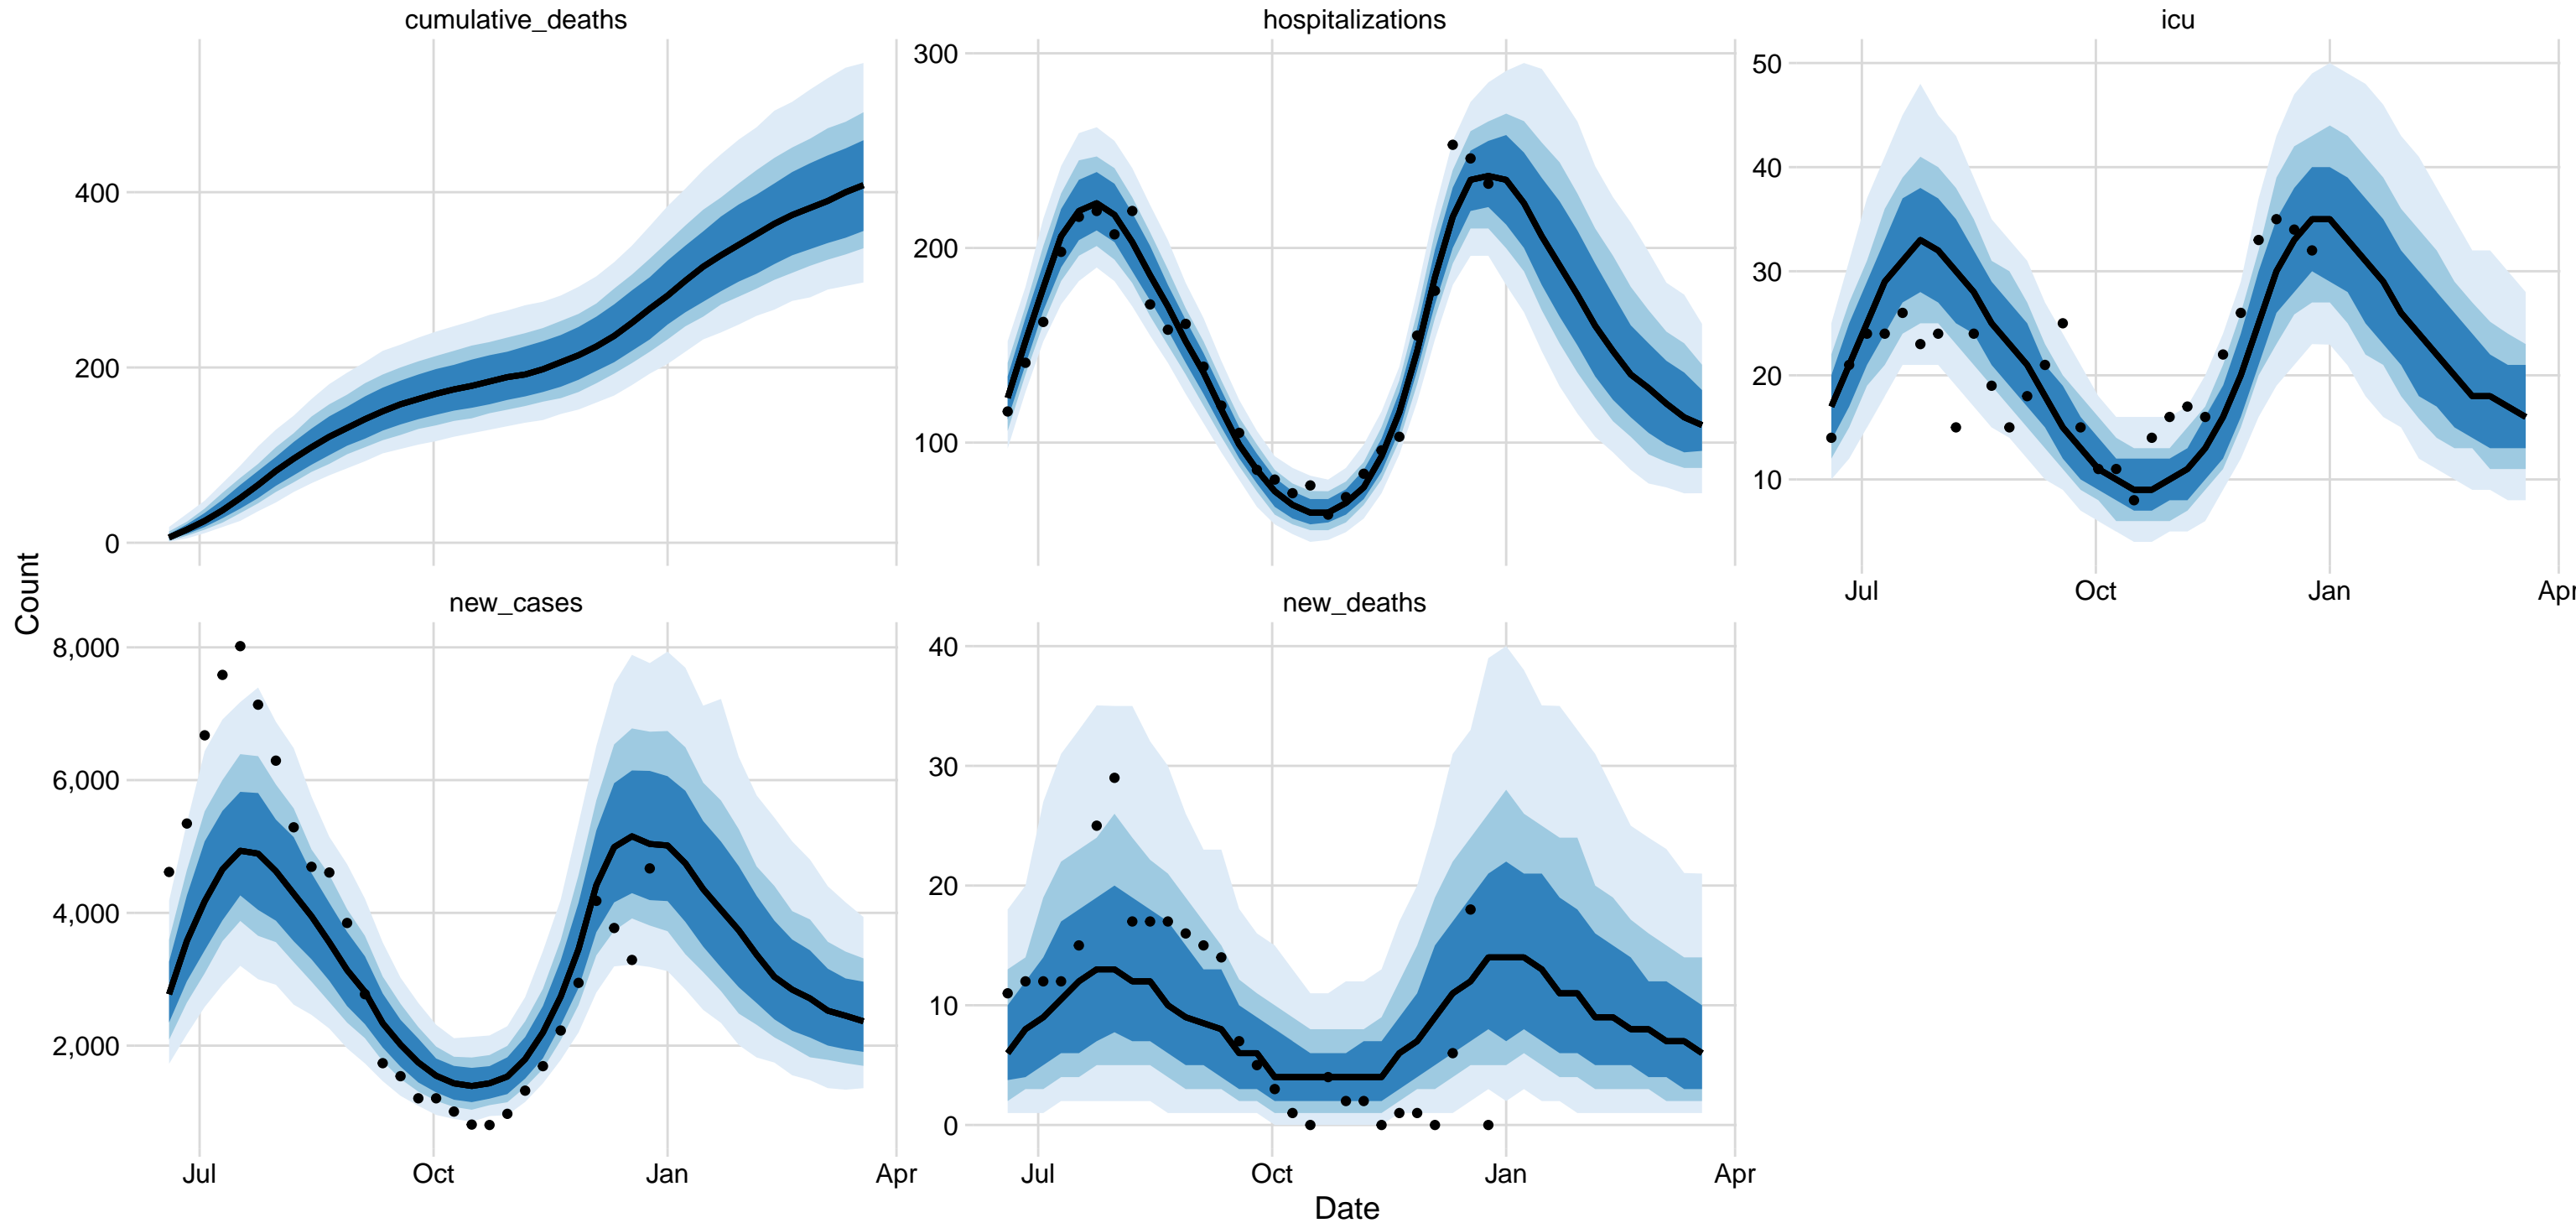 cumulative_deaths
hospitalizations
icu
400
200
0
300
200
100
50
40
30
20
10
Jul Oct Jan Apr
Count
new_cases
new_deaths
8,000
6,000
4,000
2,000
40
30
20
10
0
Jul Oct Jan Apr
Jul Oct Jan Apr
Date